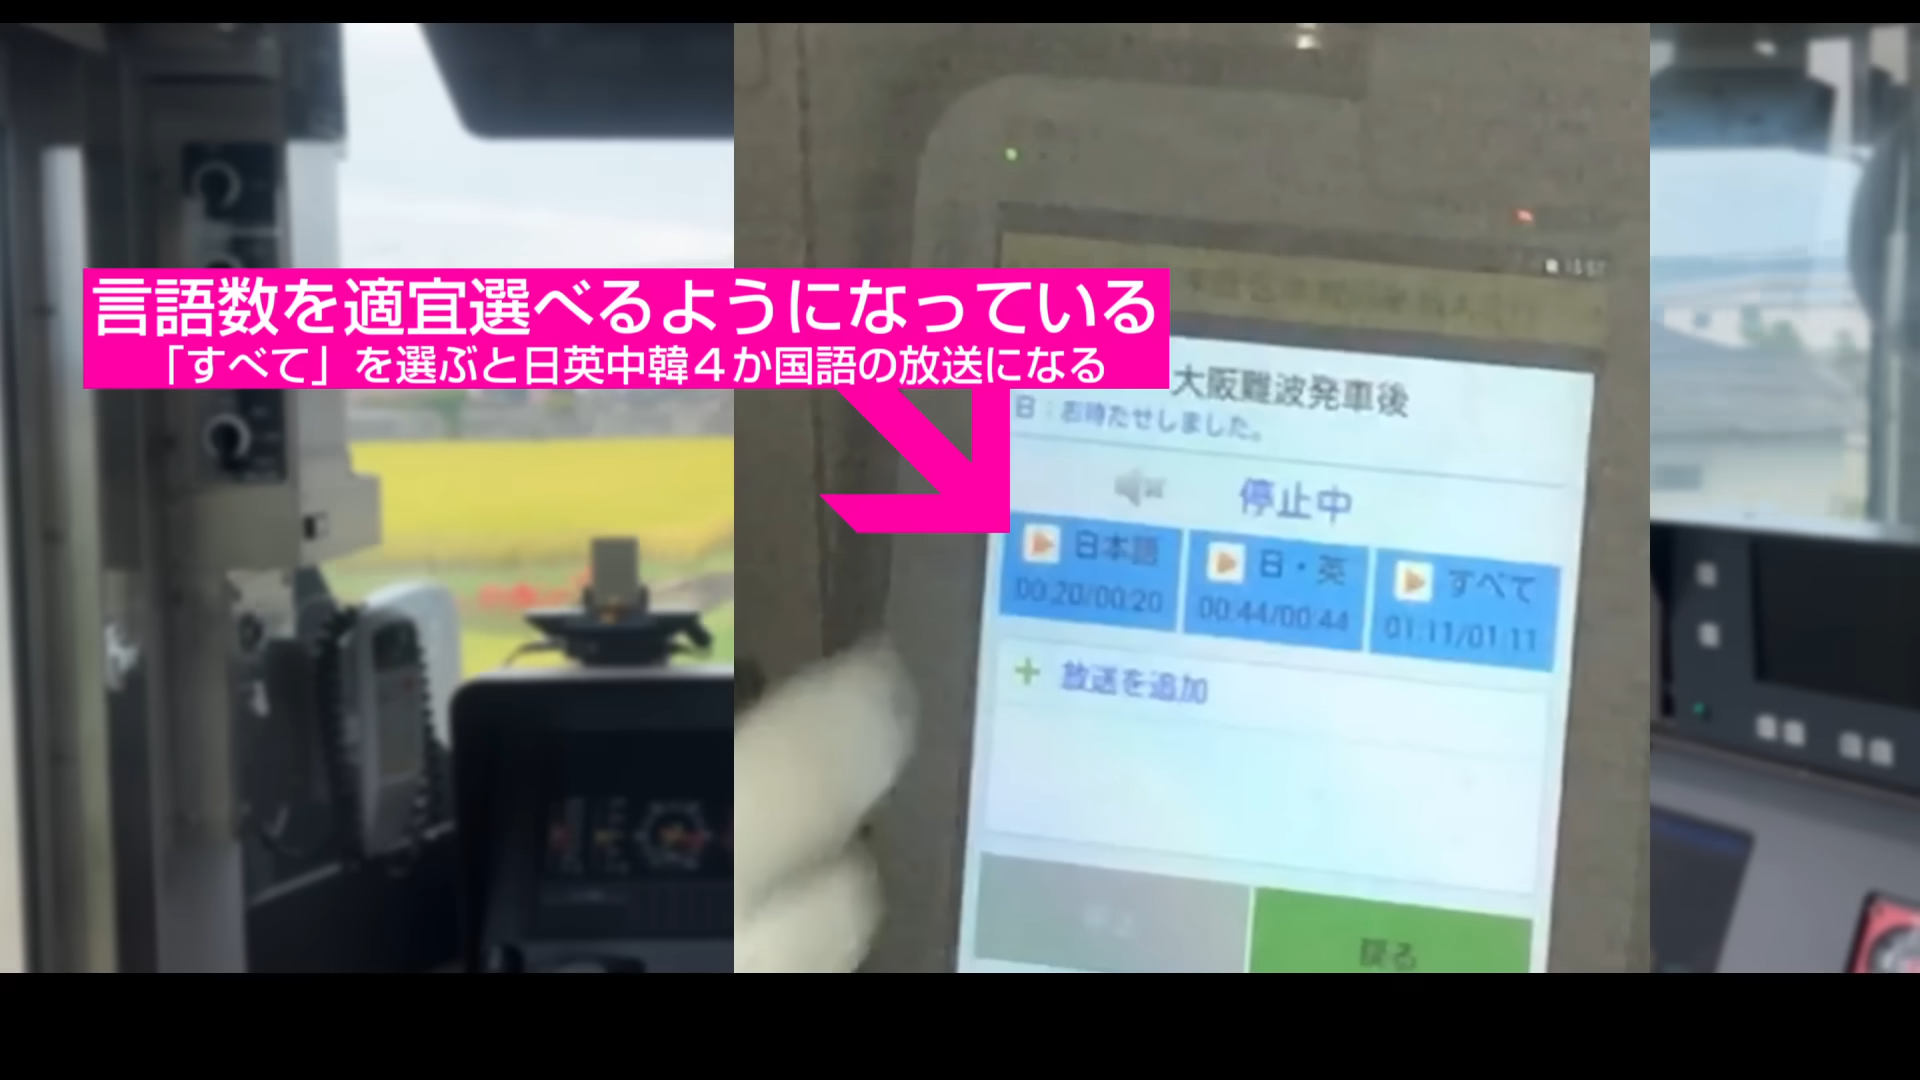 言語数を適宜選べるようになっている
「すべて」を選ぶと日英中韓４か国語の放送になる
大阪難波発車後
日：お待たせしました。
停止中
日本語
00:20/00:20
日・英
00:44/00:44
すべて
01:11/01:11
+ 放送を追加
戻る